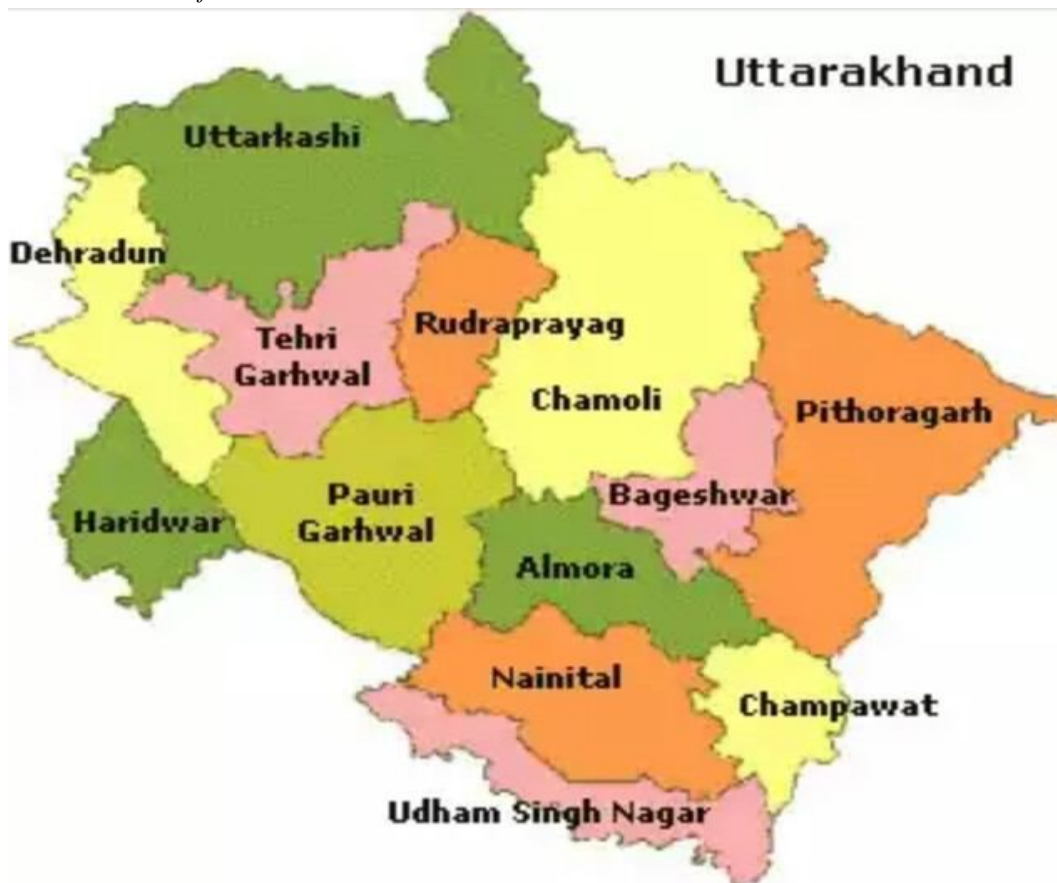 Uttarakhand
Uttarkashi
Dehradun
Tehri
Garhwal
Rudraprayag
Chamoli
Pithoragarh
Pauri
Garhwal
Bageshwar
Haridwar
Almora
Nainital
Champawat
Udham Singh Nagar